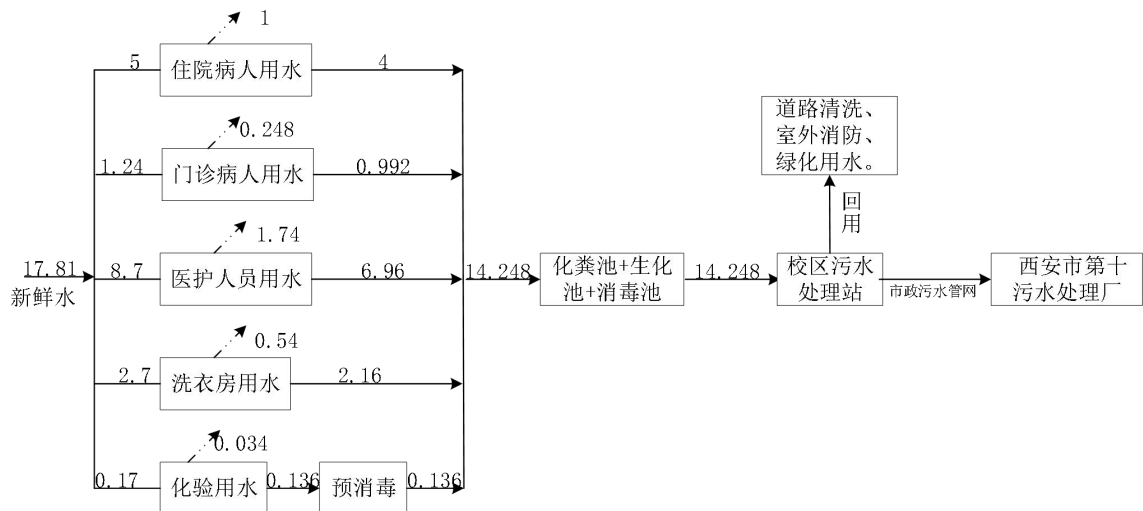 1
5
住院病人用水
4
0.248
1.24
门诊病人用水
0.992
道路清洗、
室外消防、
绿化用水。
回用
1.74
17.81
新鲜水
8.7
医护人员用水
6.96
14.248
化粪池+生化
池+消毒池
14.248
校区污水
处理站
市政污水管网
西安市第十
污水处理厂
0.54
2.7
洗衣房用水
2.16
0.034
0.17
化验用水
0.136
预消毒
0.136